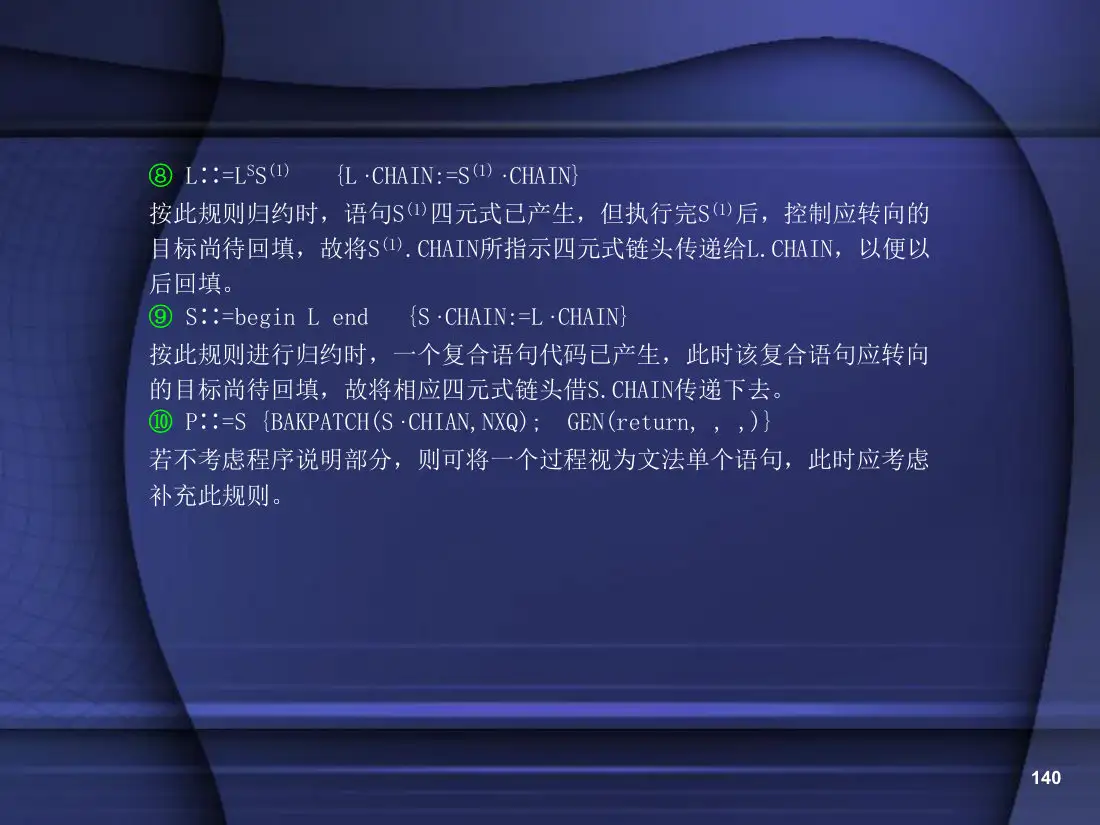 ⑧ L∷=LˢS⁽¹⁾ {L·CHAIN:=S⁽¹⁾·CHAIN}
按此规则归约时，语句S⁽¹⁾四元式已产生，但执行完S⁽¹⁾后，控制应转向的
目标尚待回填，故将S⁽¹⁾.CHAIN所指示四元式链头传递给L.CHAIN，以便以
后回填。
⑨ S∷=begin L end {S·CHAIN:=L·CHAIN}
按此规则进行归约时，一个复合语句代码已产生，此时该复合语句应转向
的目标尚待回填，故将相应四元式链头借S.CHAIN传递下去。
⑩ P∷=S {BAKPATCH(S·CHIAN,NXQ); GEN(return, , ,)}
若不考虑程序说明部分，则可将一个过程视为文法单个语句，此时应考虑
补充此规则。
140